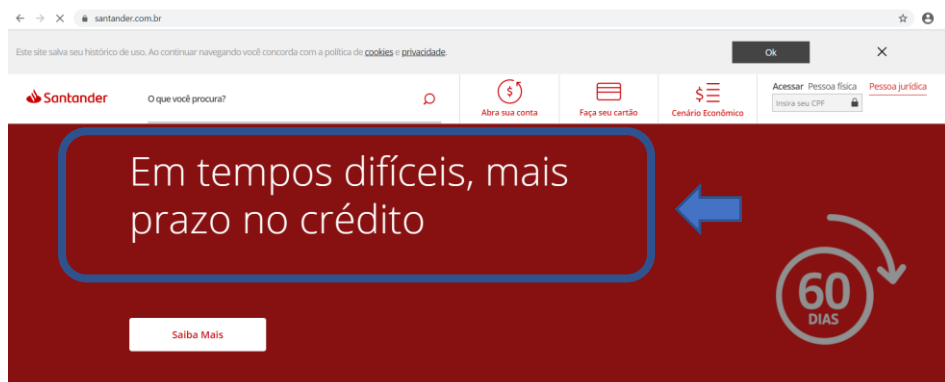 santander.com.br
Este site salva seu histórico de uso. Ao continuar navegando você concorda com a política de cookies e privacidade.
Ok
Santander
O que você procura?
Abra sua conta
Faça seu cartão
Cenário Econômico
Acessar Pessoa física Pessoa jurídica
Insira seu CPF
Em tempos difíceis, mais
prazo no crédito
60
DIAS
Saiba Mais